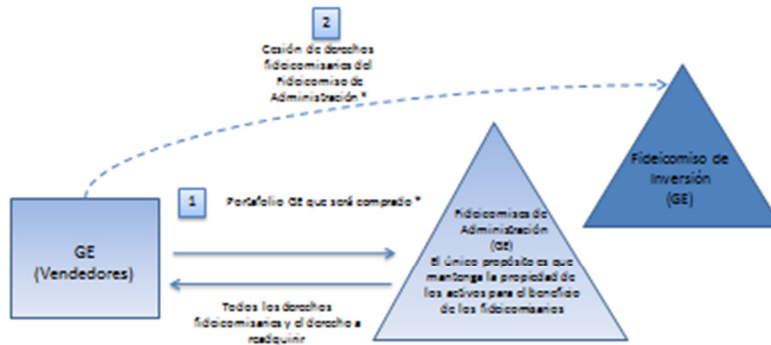 2
Cesión de derechos
fideicomisarios del
Fideicomiso de
Administración *
Fideicomiso de
Inversión
(GE)
1
Portafolio GE que será comprado *
GE
(Vendedores)
Fideicomisos de
Administración
(GE)
El único propósito es que
mantenga la propiedad de
los activos para el beneficio
de los fideicomisarios
Todos los derechos
fideicomisarios y el derecho a
readquirir